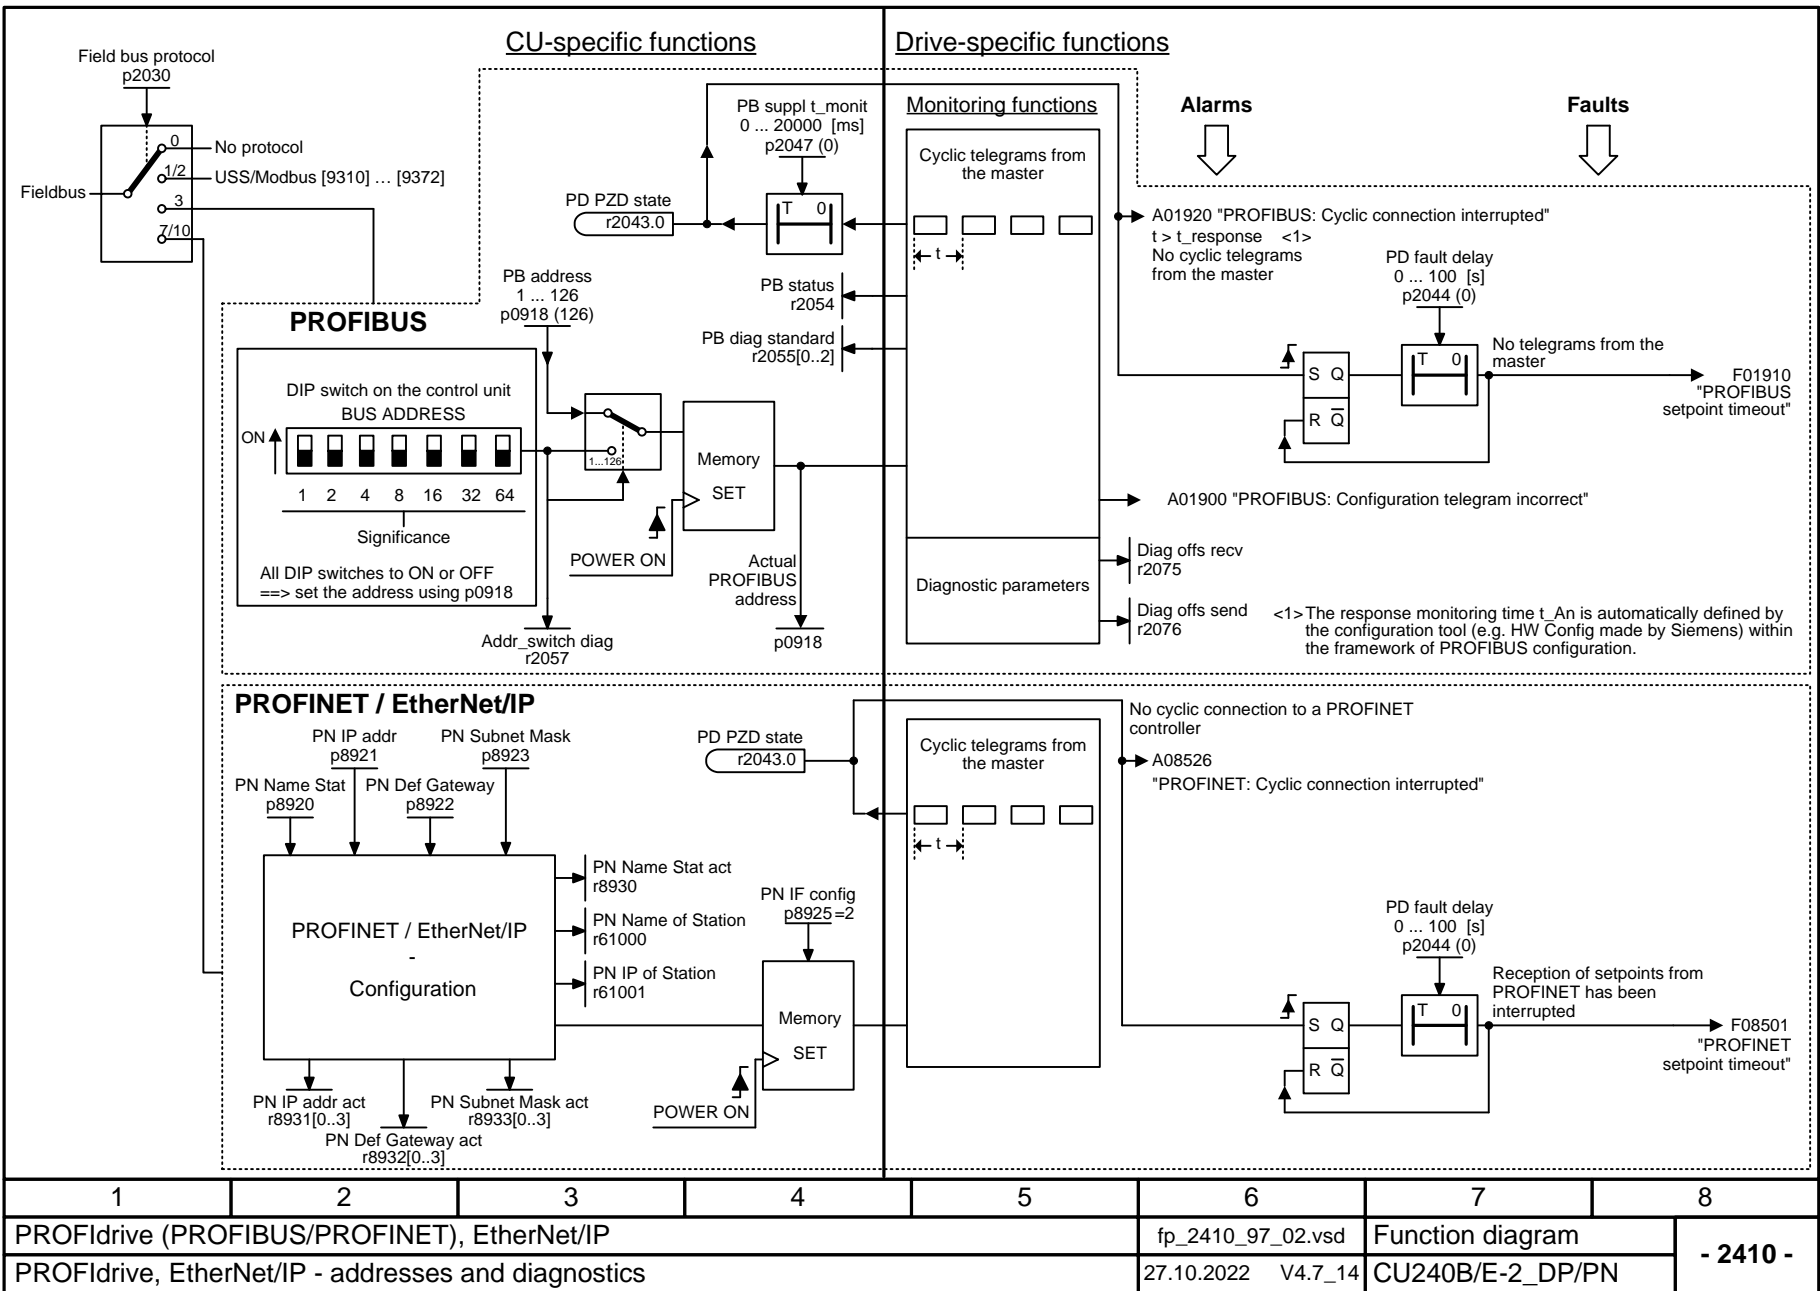 CU-specific functions
Drive-specific functions
Field bus protocol
p2030
0
No protocol
1/2
USS/Modbus [9310] ... [9372]
Fieldbus
3
7/10
PB suppl t_monit
0 ... 20000 [ms]
p2047 (0)
PD PZD state
r2043.0
T 0
Monitoring functions
Cyclic telegrams from
the master
t
Alarms
Faults
A01920 "PROFIBUS: Cyclic connection interrupted"
t > t_response <1>
No cyclic telegrams
from the master
PD fault delay
0 ... 100 [s]
p2044 (0)
PB address
1 ... 126
p0918 (126)
PB status
r2054
PB diag standard
r2055[0..2]
PROFIBUS
DIP switch on the control unit
BUS ADDRESS
ON
1 2 4 8 16 32 64
Significance
All DIP switches to ON or OFF
==> set the address using p0918
1...126
Memory
SET
POWER ON
Actual
PROFIBUS
address
p0918
Addr_switch diag
r2057
S Q
R Q̅
T 0
No telegrams from the
master
F01910
"PROFIBUS
setpoint timeout"
A01900 "PROFIBUS: Configuration telegram incorrect"
Diagnostic parameters
Diag offs recv
r2075
Diag offs send
r2076
<1> The response monitoring time t_An is automatically defined by
the configuration tool (e.g. HW Config made by Siemens) within
the framework of PROFIBUS configuration.
PROFINET / EtherNet/IP
PN IP addr
p8921
PN Subnet Mask
p8923
PN Name Stat
p8920
PN Def Gateway
p8922
PROFINET / EtherNet/IP
-
Configuration
PN Name Stat act
r8930
PN Name of Station
r61000
PN IP of Station
r61001
PN IP addr act
r8931[0..3]
PN Subnet Mask act
r8933[0..3]
PN Def Gateway act
r8932[0..3]
PD PZD state
r2043.0
PN IF config
p8925=2
Memory
SET
POWER ON
Cyclic telegrams from
the master
t
No cyclic connection to a PROFINET
controller
A08526
"PROFINET: Cyclic connection interrupted"
PD fault delay
0 ... 100 [s]
p2044 (0)
S Q
R Q̅
T 0
Reception of setpoints from
PROFINET has been
interrupted
F08501
"PROFINET
setpoint timeout"
1 2 3 4 5 6 7 8
PROFIdrive (PROFIBUS/PROFINET), EtherNet/IP
fp_2410_97_02.vsd
Function diagram
- 2410 -
PROFIdrive, EtherNet/IP - addresses and diagnostics
27.10.2022 V4.7_14
CU240B/E-2_DP/PN